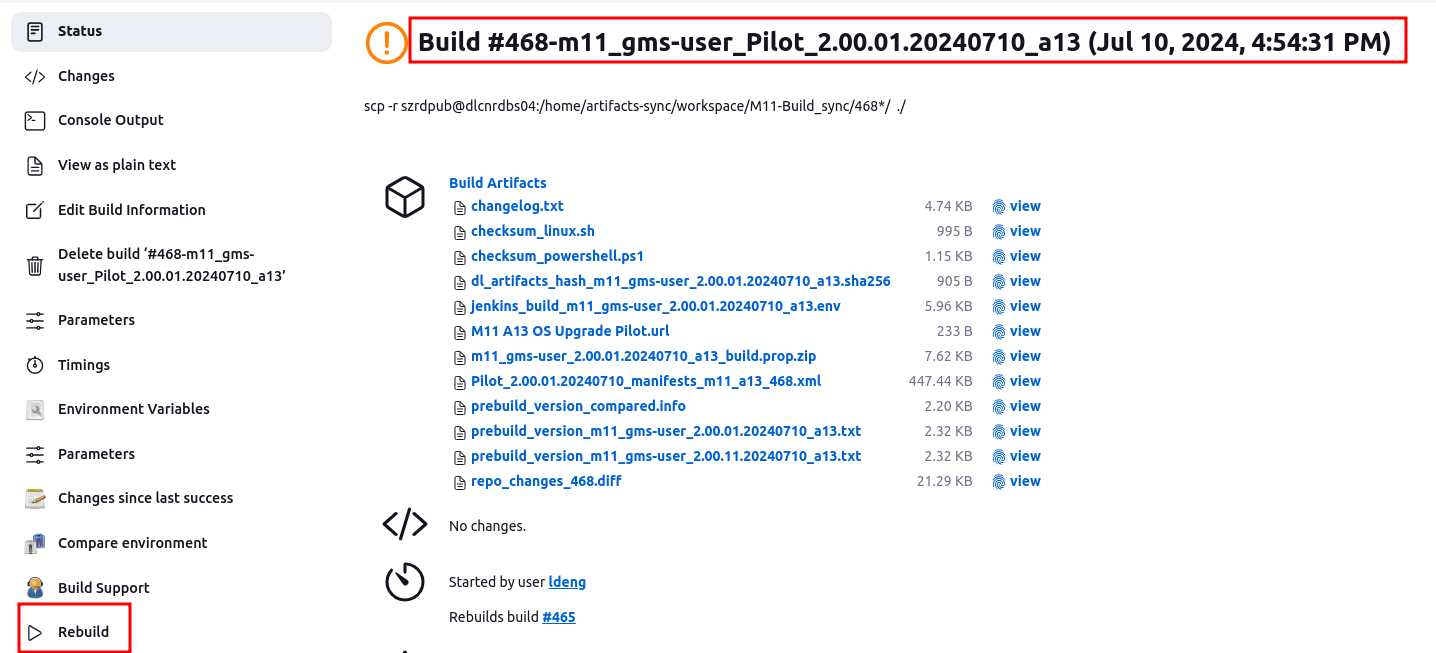 Status
Changes
Console Output
View as plain text
Edit Build Information
Delete build ‘#468-m11_gms-
user_Pilot_2.00.01.20240710_a13’
Parameters
Timings
Environment Variables
Parameters
Changes since last success
Compare environment
Build Support
Rebuild
Build #468-m11_gms-user_Pilot_2.00.01.20240710_a13 (Jul 10, 2024, 4:54:31 PM)
scp -r szrdpub@dlcnrdbs04:/home/artifacts-sync/workspace/M11-Build_sync/468*/ ./
Build Artifacts
changelog.txt 4.74 KB view
checksum_linux.sh 995 B view
checksum_powershell.ps1 1.15 KB view
dl_artifacts_hash_m11_gms-user_2.00.01.20240710_a13.sha256 905 B view
jenkins_build_m11_gms-user_2.00.01.20240710_a13.env 5.96 KB view
M11 A13 OS Upgrade Pilot.url 233 B view
m11_gms-user_2.00.01.20240710_a13_build.prop.zip 7.62 KB view
Pilot_2.00.01.20240710_manifests_m11_a13_468.xml 447.44 KB view
prebuild_version_compared.info 2.20 KB view
prebuild_version_m11_gms-user_2.00.01.20240710_a13.txt 2.32 KB view
prebuild_version_m11_gms-user_2.00.11.20240710_a13.txt 2.32 KB view
repo_changes_468.diff 21.29 KB view
No changes.
Started by user ldeng
Rebuilds build #465